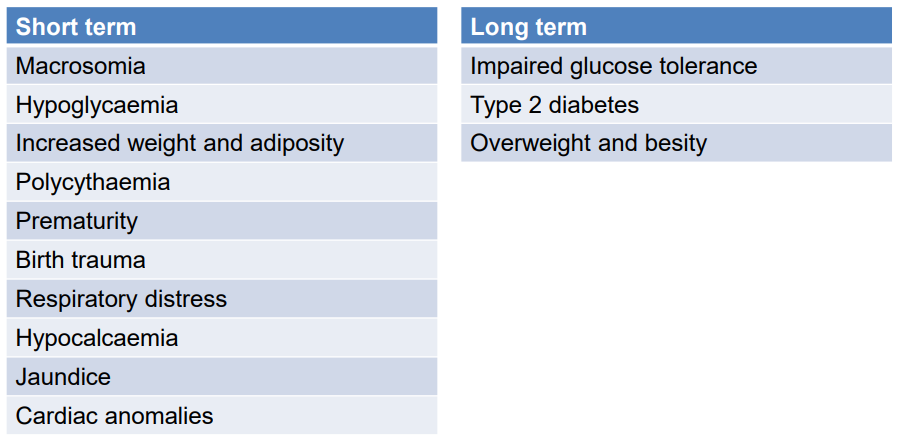 Short term
Macrosomia
Hypoglycaemia
Increased weight and adiposity
Polycythaemia
Prematurity
Birth trauma
Respiratory distress
Hypocalcaemia
Jaundice
Cardiac anomalies
Long term
Impaired glucose tolerance
Type 2 diabetes
Overweight and besity